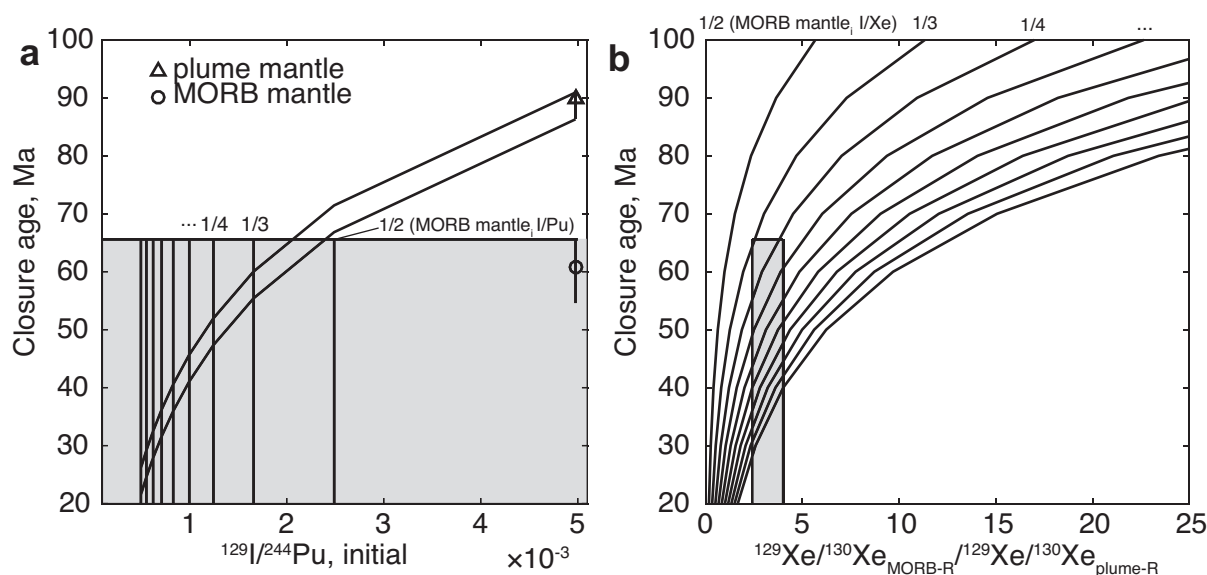 a
△ plume mantle
○ MORB mantle
Closure age, Ma
100
90
80
70
60
50
40
30
20
... 1/4 1/3 1/2 (MORB mantleᵢ I/Pu)
1 2 3 4 5
¹²⁹I/²⁴⁴Pu, initial ×10⁻³
b
1/2 (MORB mantleᵢ I/Xe) 1/3 1/4 ...
Closure age, Ma
100
90
80
70
60
50
40
30
20
0 5 10 15 20 25
¹²⁹Xe/¹³⁰Xe_MORB-R/¹²⁹Xe/¹³⁰Xe_plume-R